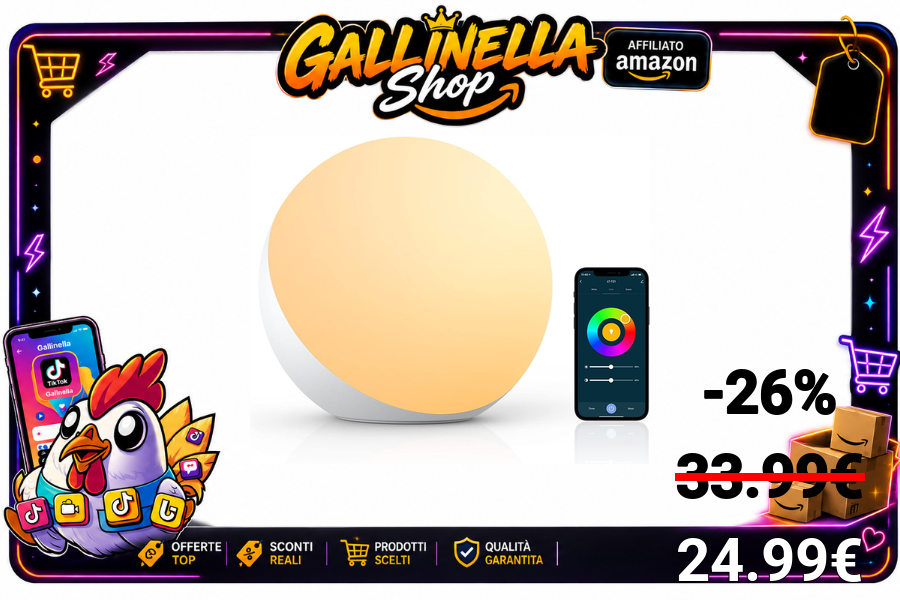 GALLINELLA
Shop
AFFILIATO
amazon
Gallinella
TikTok
Gallinella
-26%
33.99€
24.99€
OFFERTE
TOP
SCONTI
REALI
PRODOTTI
SCELTI
QUALITÀ
GARANTITA